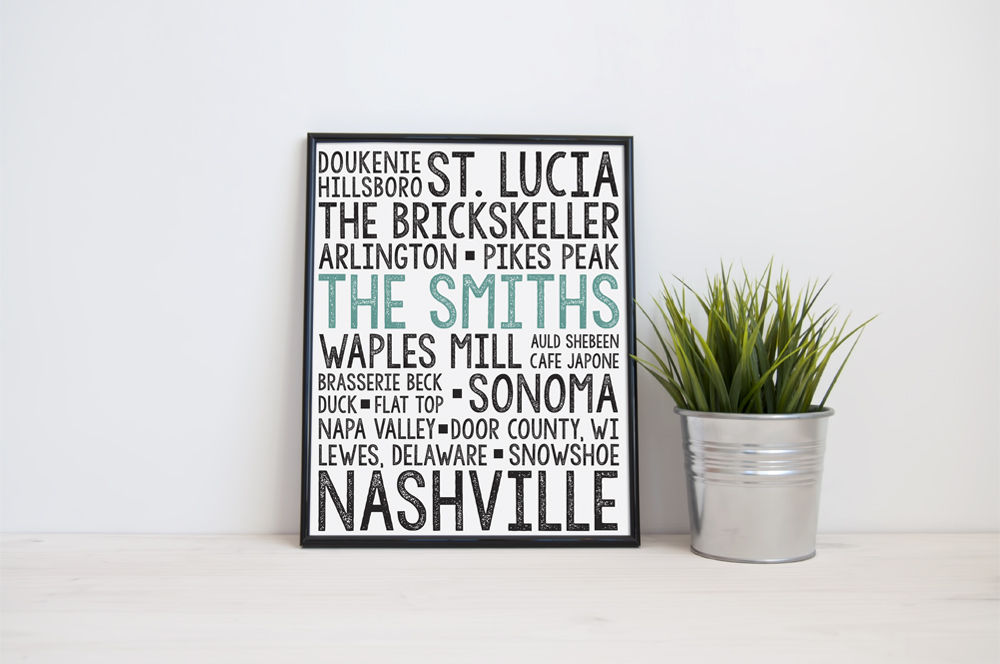 DOUKENIE
HILLSBORO
ST. LUCIA
THE BRICKSKELLER
ARLINGTON ▪ PIKES PEAK
THE SMITHS
WAPLES MILL
AULD SHEBEEN
CAFE JAPONE
BRASSERIE BECK
DUCK ▪ FLAT TOP
▪ SONOMA
NAPA VALLEY ▪ DOOR COUNTY, WI
LEWES, DELAWARE ▪ SNOWSHOE
NASHVILLE